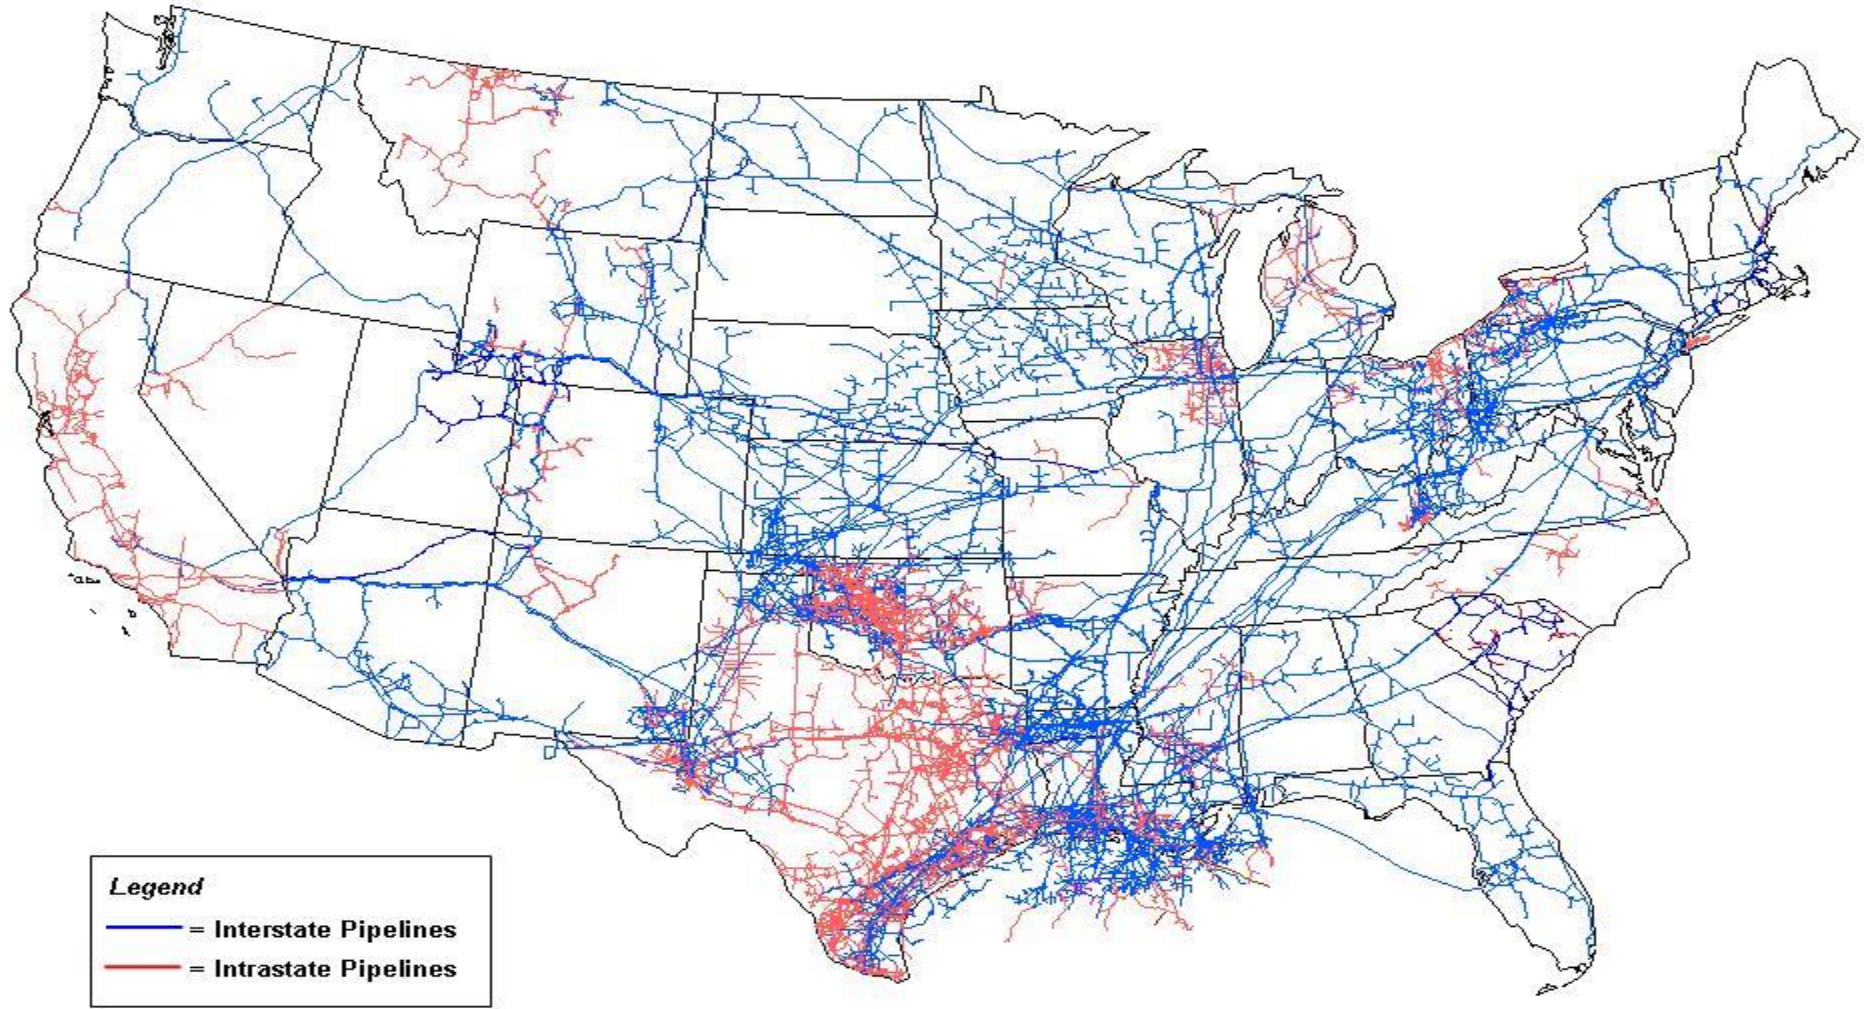 Legend
= Interstate Pipelines
= Intrastate Pipelines